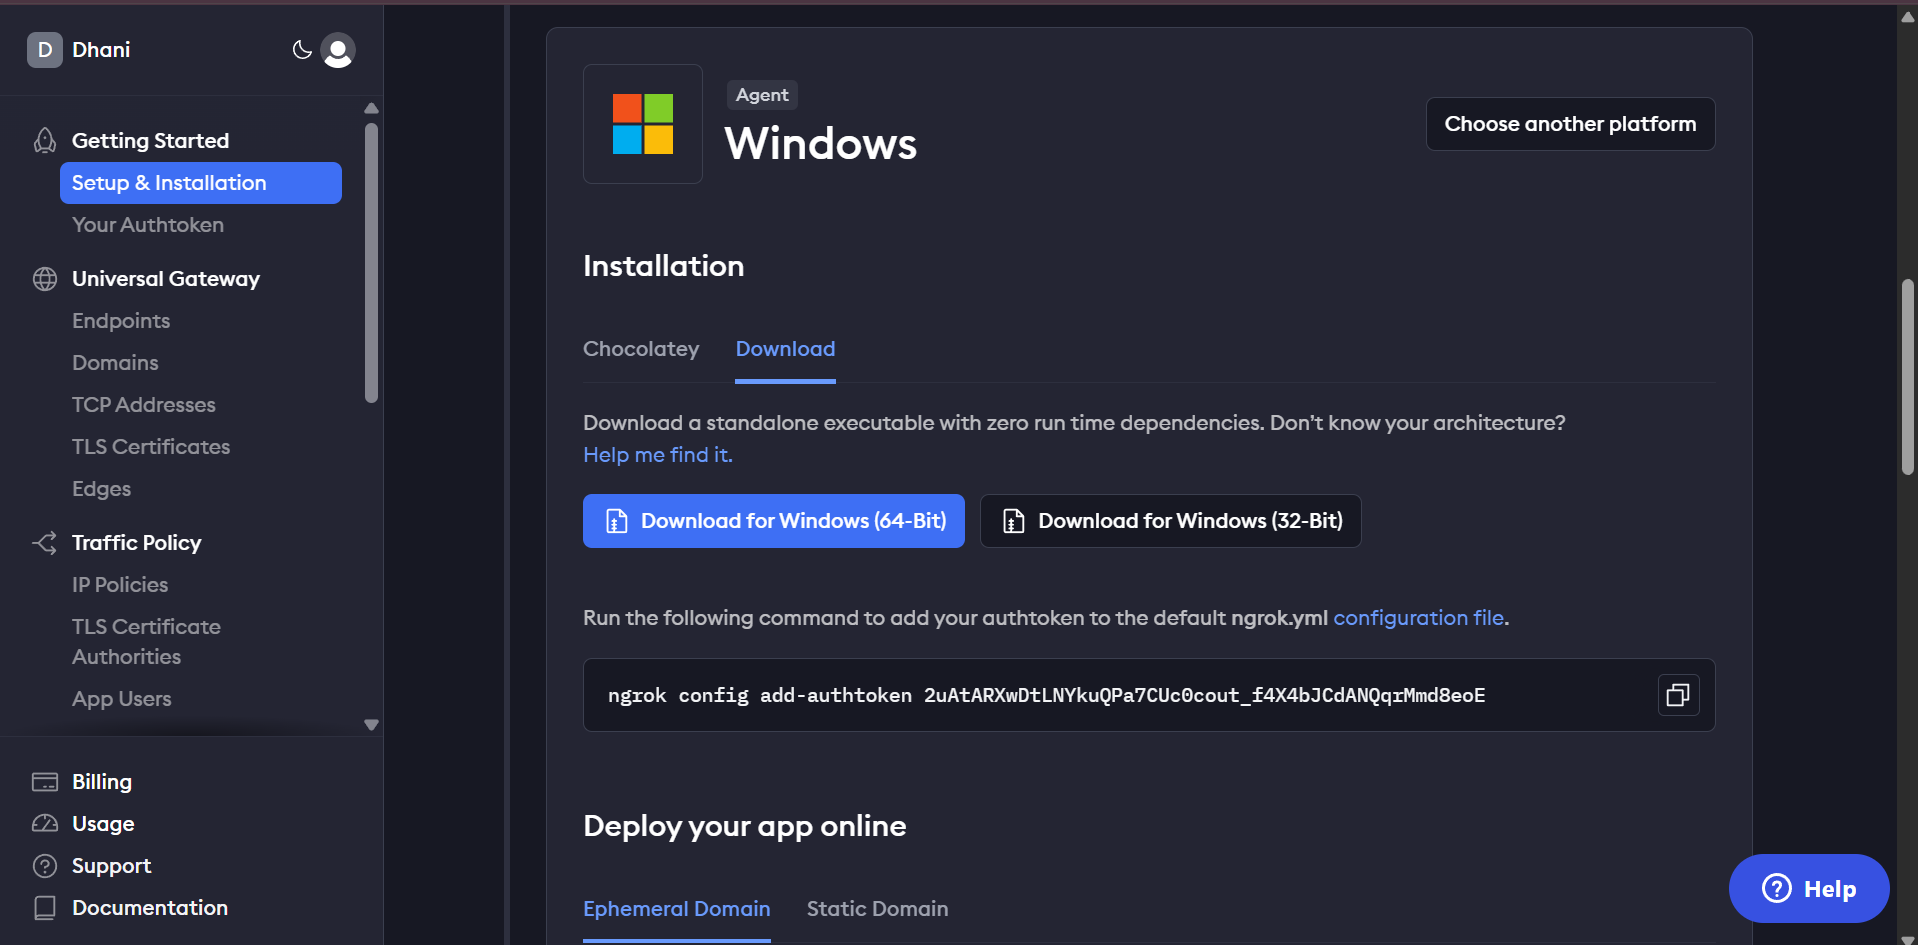 D Dhani
Getting Started
Setup & Installation
Your Authtoken
Universal Gateway
Endpoints
Domains
TCP Addresses
TLS Certificates
Edges
Traffic Policy
IP Policies
TLS Certificate
Authorities
App Users
Billing
Usage
Support
Documentation
Agent
Windows
Choose another platform
Installation
Chocolatey Download
Download a standalone executable with zero run time dependencies. Don't know your architecture?
Help me find it.
Download for Windows (64-Bit) Download for Windows (32-Bit)
Run the following command to add your authtoken to the default ngrok.yml configuration file.
ngrok config add-authtoken 2uAtARXwDtLNYkuQPa7CUc0cout_f4X4bJCdANQqrMmd8eoE
Deploy your app online
Ephemeral Domain Static Domain
Help